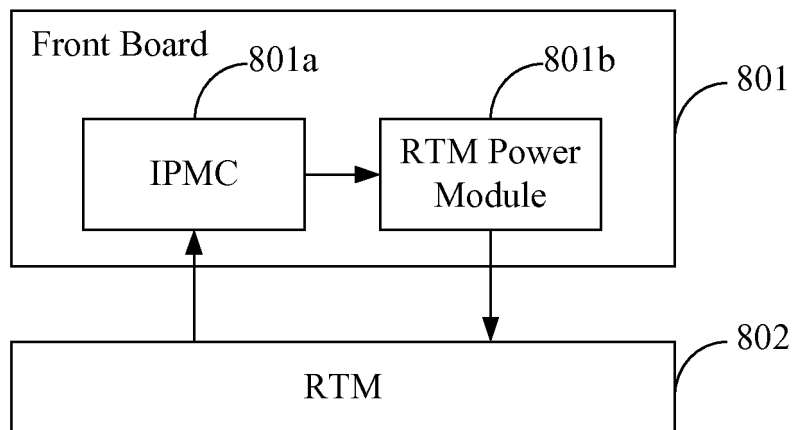 Front Board
801a
801b
801
IPMC
RTM Power
Module
802
RTM